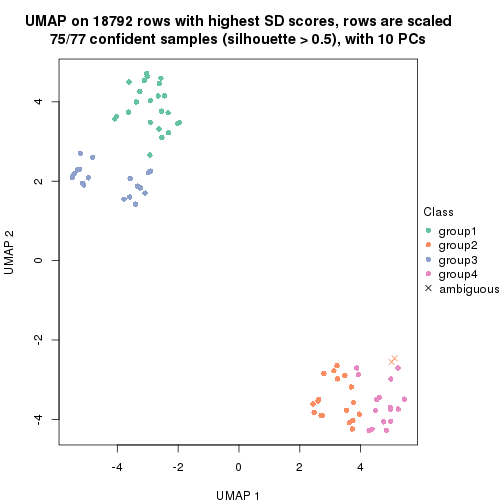 UMAP on 18792 rows with highest SD scores, rows are scaled
75/77 confident samples (silhouette > 0.5), with 10 PCs
4
2
0
-2
-4
UMAP 2
-4
-2
0
2
4
UMAP 1
Class
group1
group2
group3
group4
ambiguous